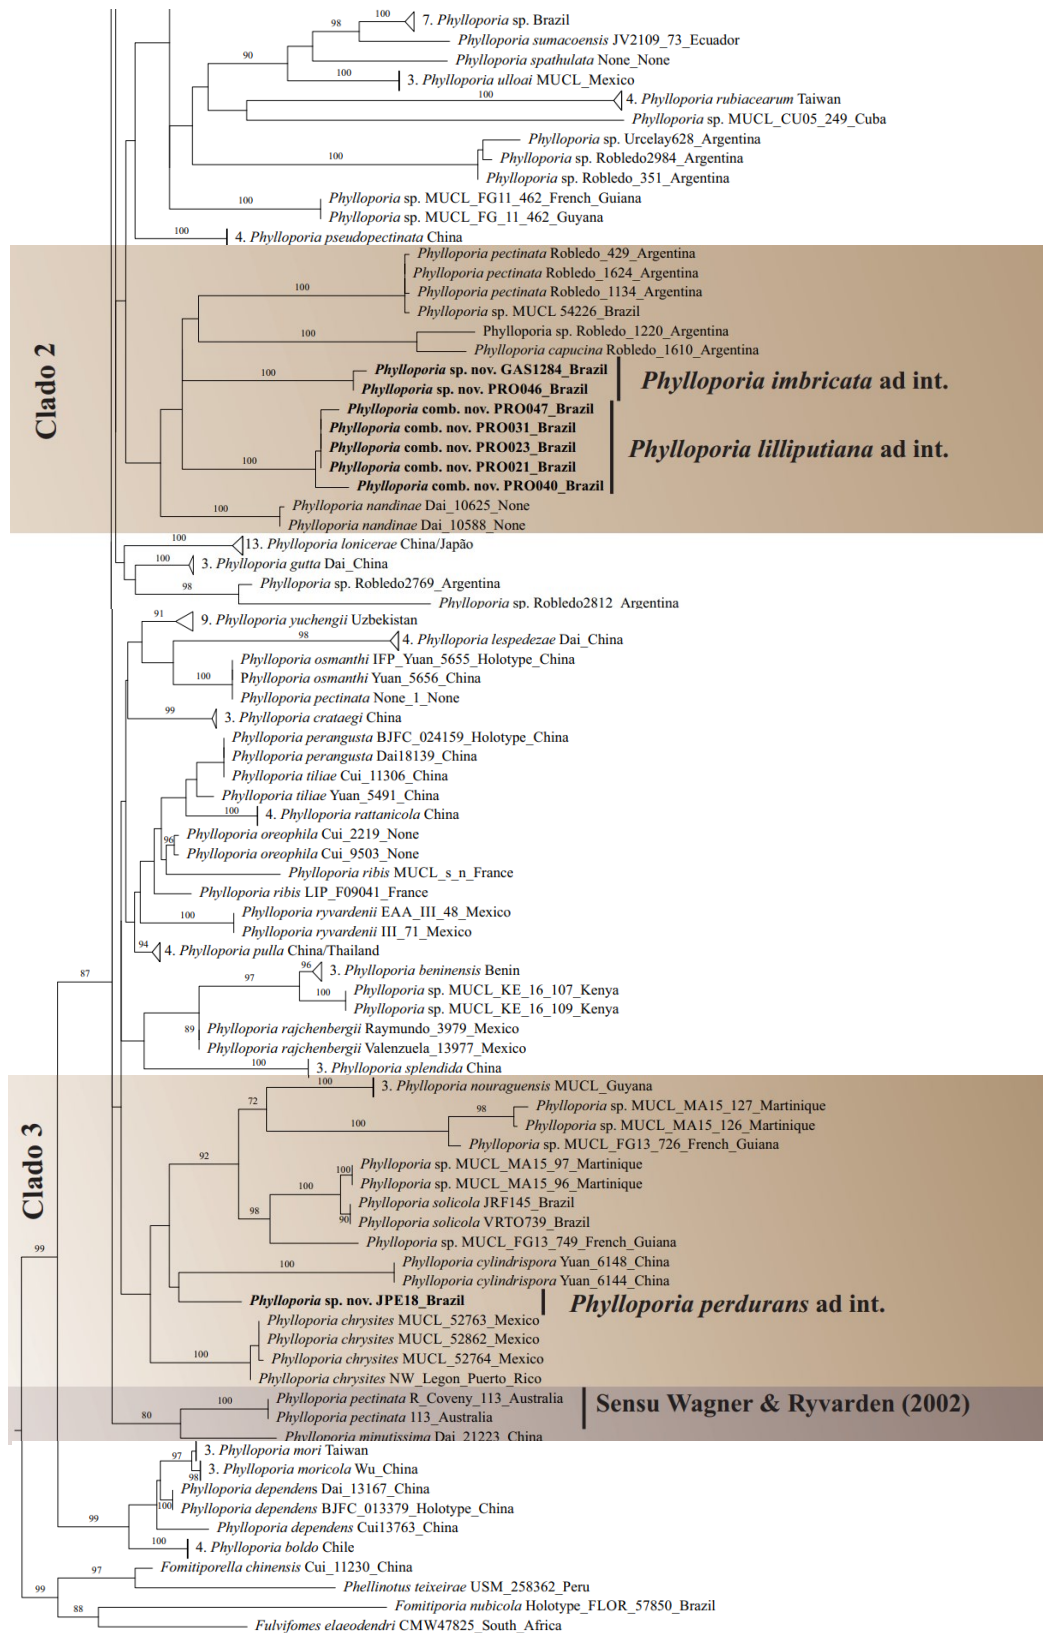 100
7. Phylloporia sp. Brazil
98
Phylloporia sumacoensis JV2109_73_Ecuador
90
Phylloporia spathulata None_None
100
3. Phylloporia ulloai MUCL_Mexico
100
4. Phylloporia rubiacearum Taiwan
Phylloporia sp. MUCL_CU05_249_Cuba
Phylloporia sp. Urcelay628_Argentina
100
Phylloporia sp. Robledo2984_Argentina
Phylloporia sp. Robledo_351_Argentina
100
Phylloporia sp. MUCL_FG11_462_French_Guiana
Phylloporia sp. MUCL_FG_11_462_Guyana
100
4. Phylloporia pseudopectinata China
Clado 2
Phylloporia pectinata Robledo_429_Argentina
Phylloporia pectinata Robledo_1624_Argentina
100
Phylloporia pectinata Robledo_1134_Argentina
Phylloporia sp. MUCL 54226_Brazil
100
Phylloporia sp. Robledo_1220_Argentina
Phylloporia capucina Robledo_1610_Argentina
100
Phylloporia sp. nov. GAS1284_Brazil
Phylloporia sp. nov. PRO046_Brazil
Phylloporia imbricata ad int.
Phylloporia comb. nov. PRO047_Brazil
Phylloporia comb. nov. PRO031_Brazil
Phylloporia comb. nov. PRO023_Brazil
100
Phylloporia comb. nov. PRO021_Brazil
Phylloporia comb. nov. PRO040_Brazil
Phylloporia lilliputiana ad int.
100
Phylloporia nandinae Dai_10625_None
Phylloporia nandinae Dai_10588_None
100
13. Phylloporia lonicerae China/Japão
100
3. Phylloporia gutta Dai_China
98
Phylloporia sp. Robledo2769_Argentina
Phylloporia sp. Robledo2812_Argentina
91
9. Phylloporia yuchengii Uzbekistan
98
4. Phylloporia lespedezae Dai_China
Phylloporia osmanthi IFP_Yuan_5655_Holotype_China
100
Phylloporia osmanthi Yuan_5656_China
Phylloporia pectinata None_1_None
99
3. Phylloporia crataegi China
Phylloporia perangusta BJFC_024159_Holotype_China
Phylloporia perangusta Dai18139_China
Phylloporia tiliae Cui_11306_China
Phylloporia tiliae Yuan_5491_China
100
4. Phylloporia rattanicola China
96
Phylloporia oreophila Cui_2219_None
Phylloporia oreophila Cui_9503_None
Phylloporia ribis MUCL_s_n_France
Phylloporia ribis LIP_F09041_France
100
Phylloporia ryvardenii EAA_III_48_Mexico
Phylloporia ryvardenii III_71_Mexico
94
4. Phylloporia pulla China/Thailand
87
96
3. Phylloporia beninensis Benin
97
100
Phylloporia sp. MUCL_KE_16_107_Kenya
Phylloporia sp. MUCL_KE_16_109_Kenya
89
Phylloporia rajchenbergii Raymundo_3979_Mexico
Phylloporia rajchenbergii Valenzuela_13977_Mexico
100
3. Phylloporia splendida China
Clado 3
100
3. Phylloporia nouraguensis MUCL_Guyana
72
98
Phylloporia sp. MUCL_MA15_127_Martinique
Phylloporia sp. MUCL_MA15_126_Martinique
100
Phylloporia sp. MUCL_FG13_726_French_Guiana
92
100
Phylloporia sp. MUCL_MA15_97_Martinique
Phylloporia sp. MUCL_MA15_96_Martinique
100
Phylloporia solicola JRF145_Brazil
90
Phylloporia solicola VRTO739_Brazil
98
Phylloporia sp. MUCL_FG13_749_French_Guiana
99
100
Phylloporia cylindrispora Yuan_6148_China
Phylloporia cylindrispora Yuan_6144_China
Phylloporia sp. nov. JPE18_Brazil
Phylloporia perdurans ad int.
Phylloporia chrysites MUCL_52763_Mexico
Phylloporia chrysites MUCL_52862_Mexico
100
Phylloporia chrysites MUCL_52764_Mexico
Phylloporia chrysites NW_Legon_Puerto_Rico
100
Phylloporia pectinata R_Coveny_113_Australia
80
Phylloporia pectinata 113_Australia
Sensu Wagner & Ryvarden (2002)
Phylloporia minutissima Dai_21223_China
97
3. Phylloporia mori Taiwan
98
3. Phylloporia moricola Wu_China
Phylloporia dependens Dai_13167_China
100
Phylloporia dependens BJFC_013379_Holotype_China
99
Phylloporia dependens Cui13763_China
100
4. Phylloporia boldo Chile
97
Fomitiporella chinensis Cui_11230_China
99
Phellinotus teixeirae USM_258362_Peru
88
Fomitiporia nubicola Holotype_FLOR_57850_Brazil
Fulvifomes elaeodendri CMW47825_South_Africa